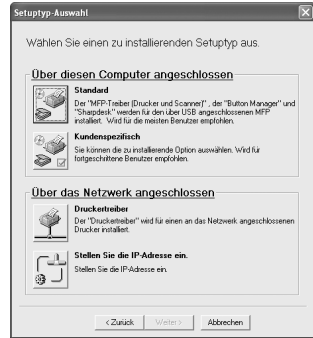 Setuptyp-Auswahl
Wählen Sie einen zu installierenden Setuptyp aus.
Über diesen Computer angeschlossen
Standard
Der "MFP-Treiber (Drucker und Scanner)" , der "Button Manager" und
"Sharpdesk" werden für den über USB angeschlossenen MFP
installiert. Wird für die meisten Benutzer empfohlen.
Kundenspezifisch
Sie können die zu installierende Option auswählen. Wird für
fortgeschrittene Benutzer empfohlen.
Über das Netzwerk angeschlossen
Druckertreiber
Der "Druckertreiber" wird für einen an das Netzwerk angeschlossenen
Drucker installiert.
Stellen Sie die IP-Adresse ein.
Stellen Sie die IP-Adresse ein.
< Zurück Weiter > Abbrechen